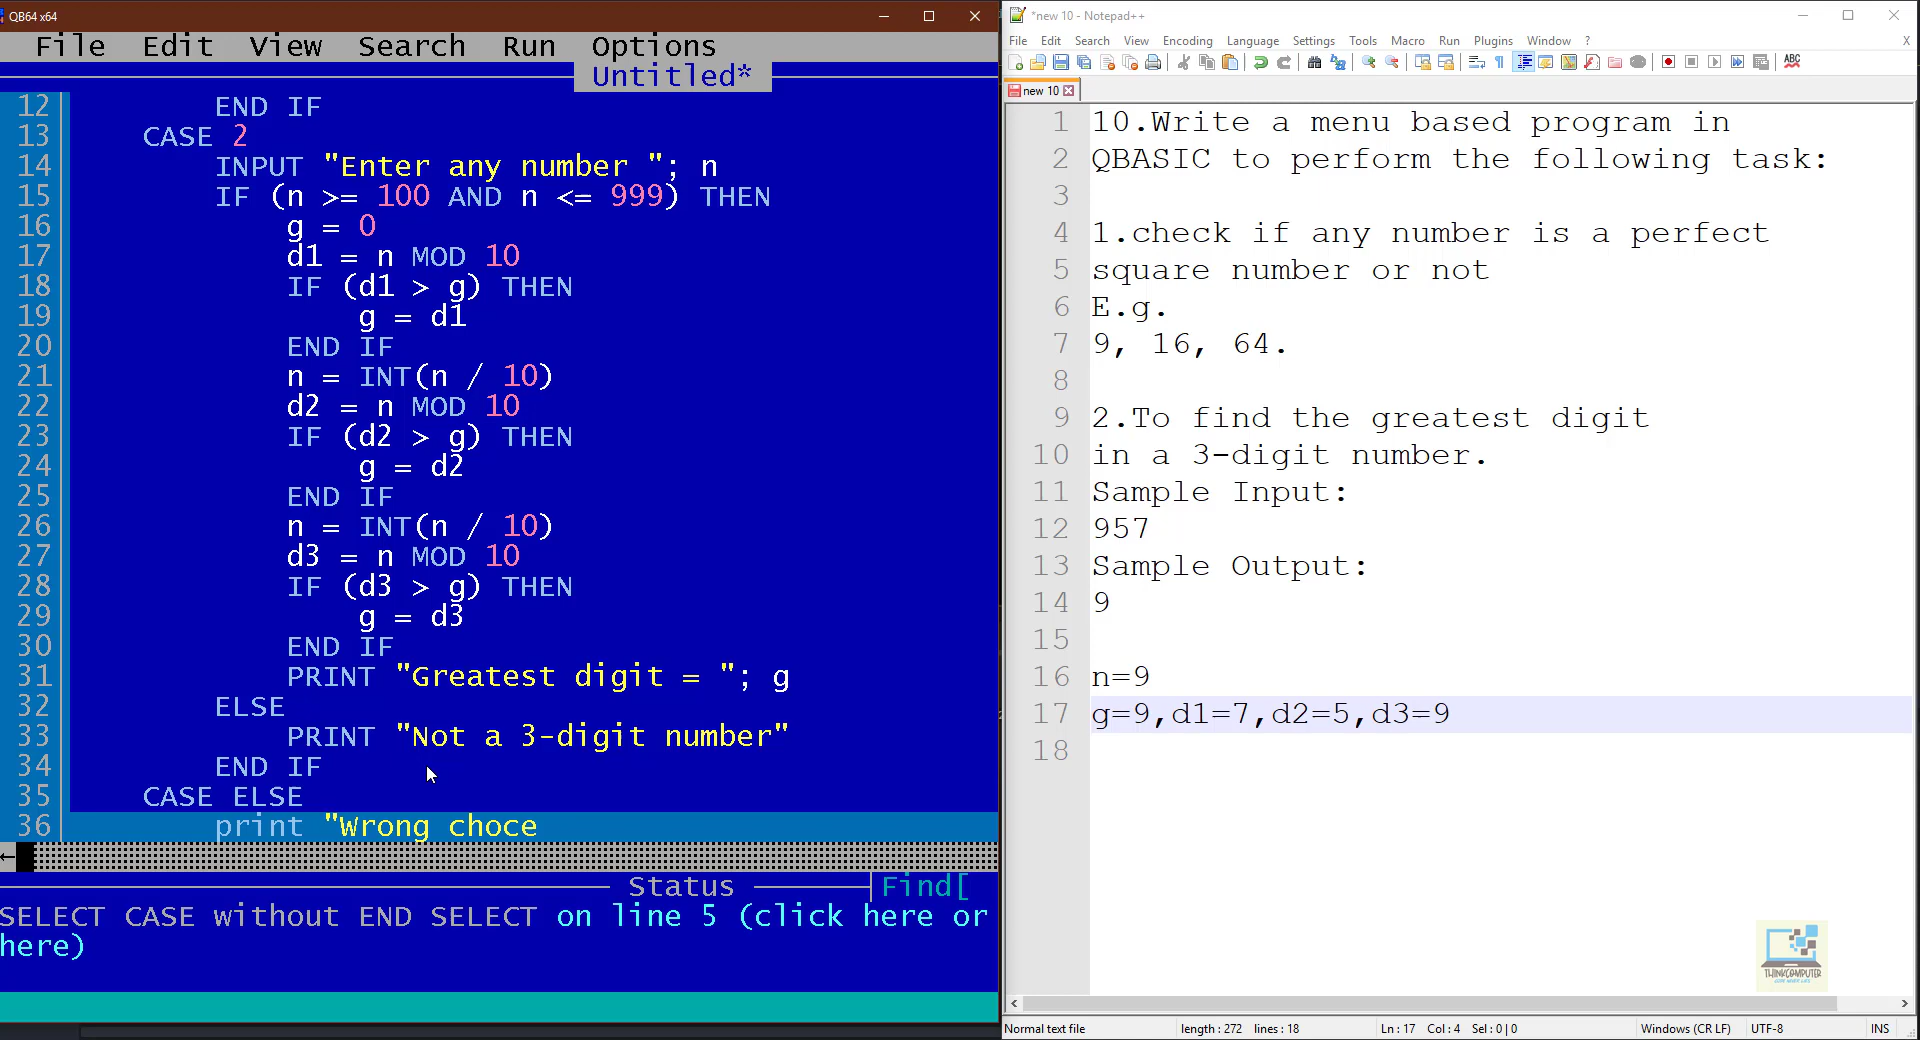 QB64 x64
File Edit View Search Run Options
Untitled*
12 END IF
13 CASE 2
14 INPUT "Enter any number "; n
15 IF (n >= 100 AND n <= 999) THEN
16 g = 0
17 d1 = n MOD 10
18 IF (d1 > g) THEN
19 g = d1
20 END IF
21 n = INT(n / 10)
22 d2 = n MOD 10
23 IF (d2 > g) THEN
24 g = d2
25 END IF
26 n = INT(n / 10)
27 d3 = n MOD 10
28 IF (d3 > g) THEN
29 g = d3
30 END IF
31 PRINT "Greatest digit = "; g
32 ELSE
33 PRINT "Not a 3-digit number"
34 END IF
35 CASE ELSE
36 print "Wrong choce
Status Find[
SELECT CASE without END SELECT on line 5 (click here or
here)
*new 10 - Notepad++
File Edit Search View Encoding Language Settings Tools Macro Run Plugins Window ? X
ABC
new 10
1 10.Write a menu based program in
2 QBASIC to perform the following task:
3
4 1.check if any number is a perfect
5 square number or not
6 E.g.
7 9, 16, 64.
8
9 2.To find the greatest digit
10 in a 3-digit number.
11 Sample Input:
12 957
13 Sample Output:
14 9
15
16 n=9
17 g=9,d1=7,d2=5,d3=9
18
THINKCOMPUTER
Normal text file length : 272 lines : 18 Ln : 17 Col : 4 Sel : 0 | 0 Windows (CR LF) UTF-8 INS